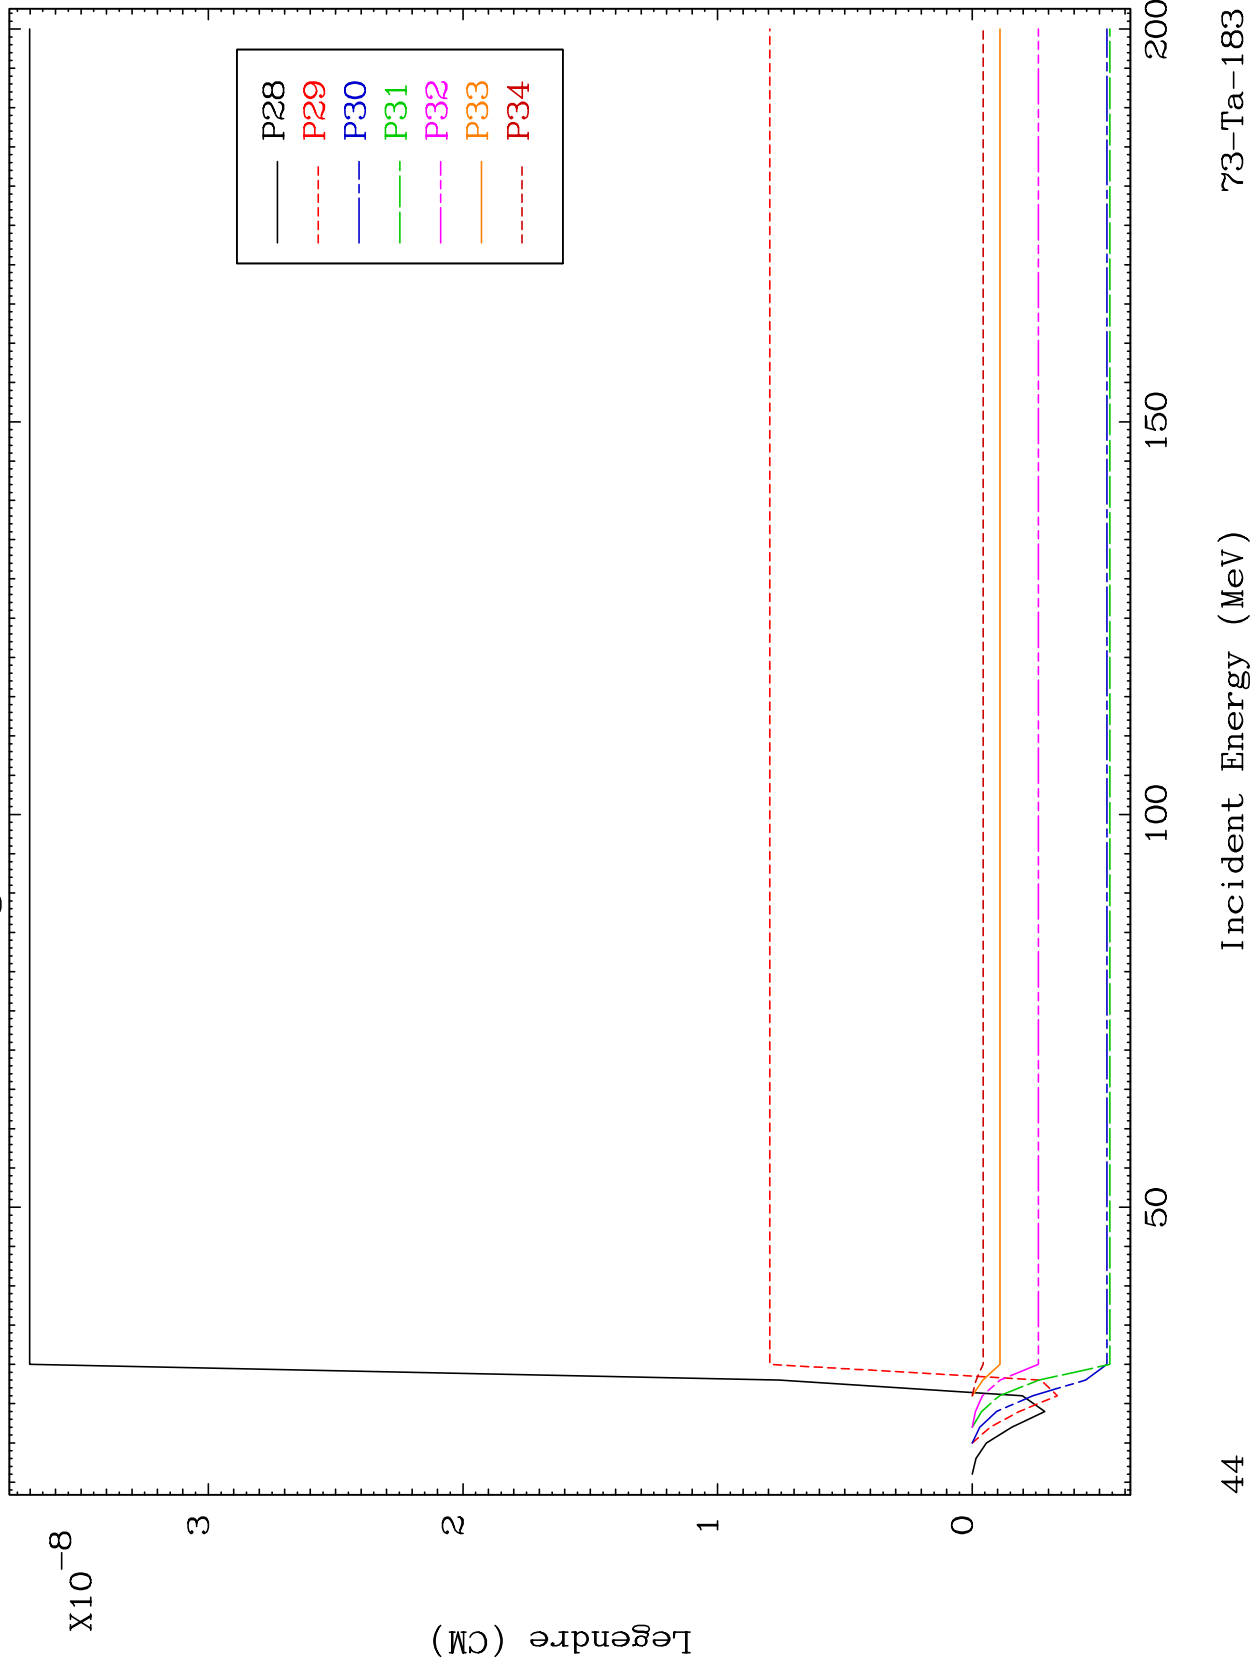 X10
-8
3
2
1
0
Legendre (CM)
P28
P29
P30
P31
P32
P33
P34
50
100
150
200
Incident Energy (MeV)
44
73-Ta-183